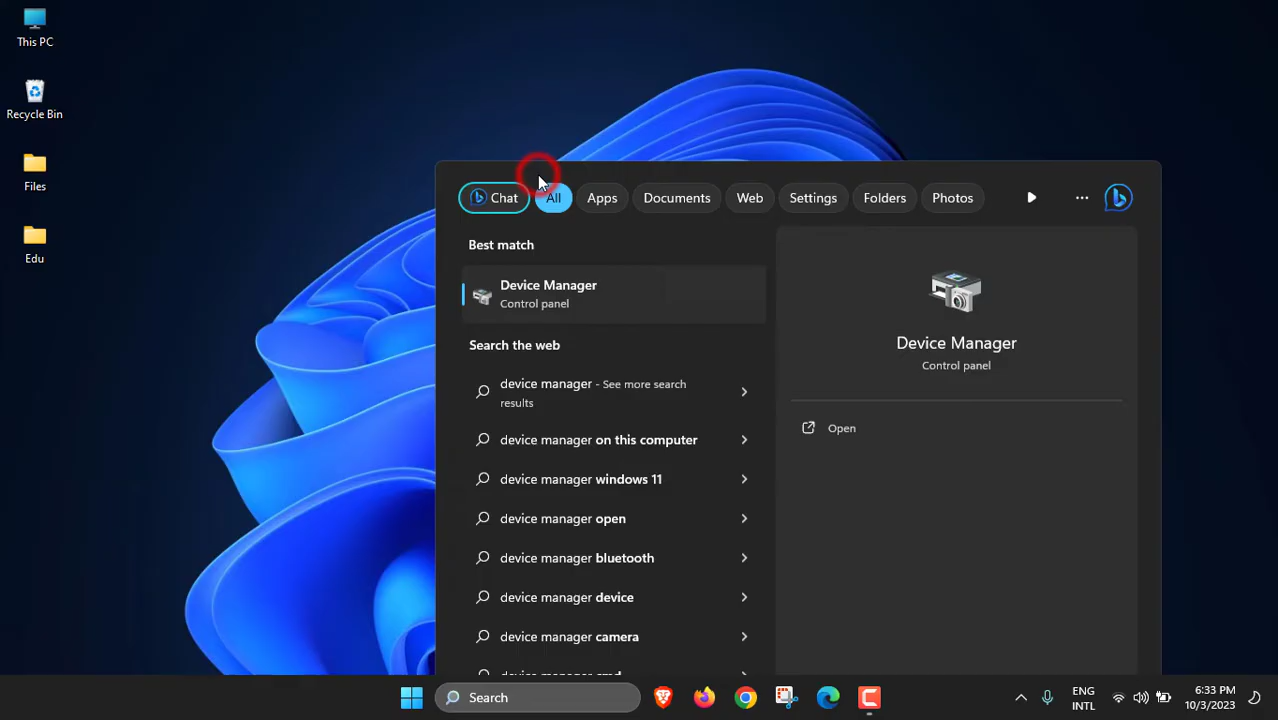 This PC
Recycle Bin
Files
Edu
Chat All Apps Documents Web Settings Folders Photos
Best match
Device Manager
Control panel
Search the web
device manager - See more search
results
device manager on this computer
device manager windows 11
device manager open
device manager bluetooth
device manager device
device manager camera
device manager cmd
Device Manager
Control panel
Open
Search
ENG
INTL
6:33 PM
10/3/2023